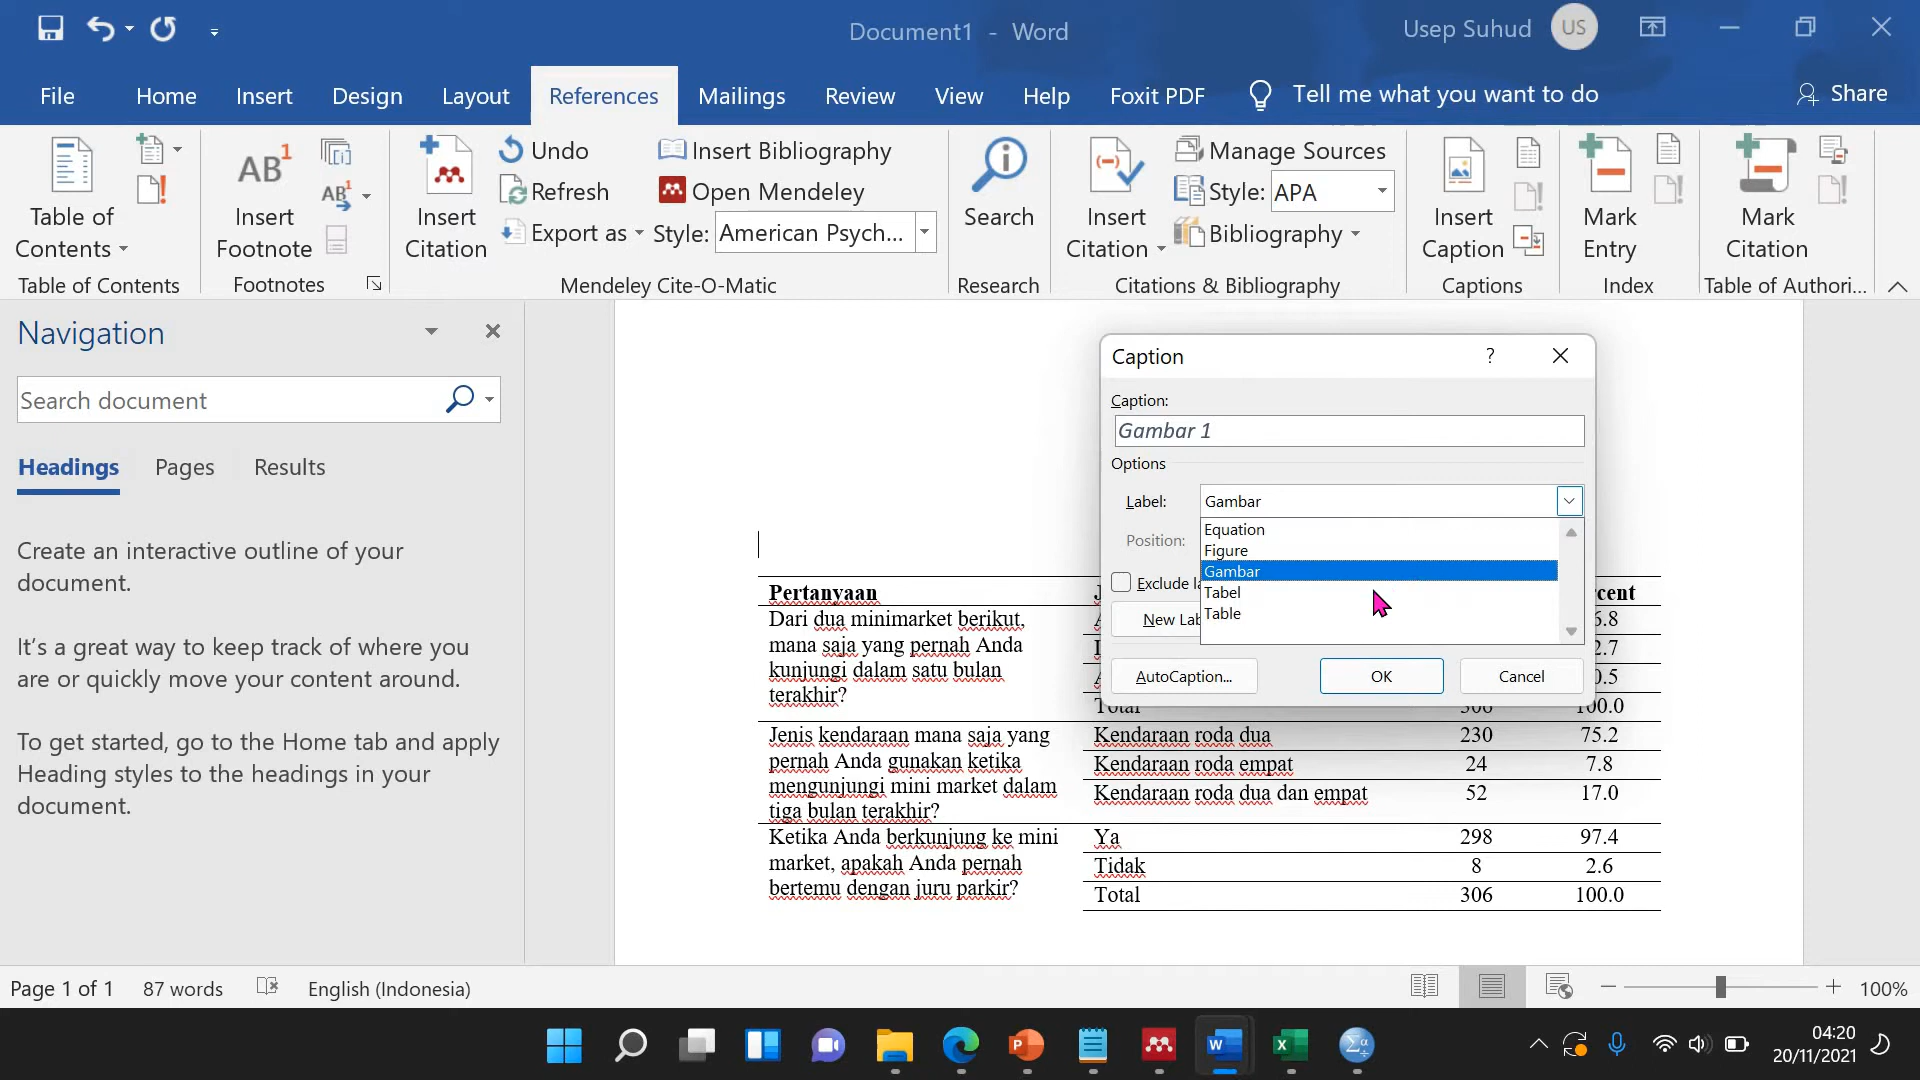 Document1 - Word
Usep Suhud
US
File
Home
Insert
Design
Layout
References
Mailings
Review
View
Help
Foxit PDF
Tell me what you want to do
Share
Table of
Contents
Table of Contents
AB1
Insert
Footnote
AB1
Footnotes
Insert
Citation
Undo
Refresh
Export as
Insert Bibliography
Open Mendeley
Style:
American Psych...
Mendeley Cite-O-Matic
Search
Research
Insert
Citation
Manage Sources
Style:
APA
Bibliography
Citations & Bibliography
Insert
Caption
Captions
Mark
Entry
Index
Mark
Citation
Table of Authori...
Navigation
Search document
Headings
Pages
Results
Create an interactive outline of your
document.
It's a great way to keep track of where you
are or quickly move your content around.
To get started, go to the Home tab and apply
Heading styles to the headings in your
document.
Caption
?
Caption:
Gambar 1
Options
Label:
Gambar
Equation
Figure
Gambar
Tabel
Table
Position:
Exclude la
New Lab
AutoCaption...
OK
Cancel
Pertanyaan
cent
Dari dua minimarket berikut,
mana saja yang pernah Anda
kunjungi dalam satu bulan
terakhir?
Total 306 100.0
Jenis kendaraan mana saja yang
pernah Anda gunakan ketika
mengunjungi mini market dalam
tiga bulan terakhir?
Kendaraan roda dua 230 75.2
Kendaraan roda empat 24 7.8
Kendaraan roda dua dan empat 52 17.0
Ketika Anda berkunjung ke mini
market, apakah Anda pernah
bertemu dengan juru parkir?
Ya 298 97.4
Tidak 8 2.6
Total 306 100.0
Page 1 of 1
87 words
English (Indonesia)
100%
04:20
20/11/2021